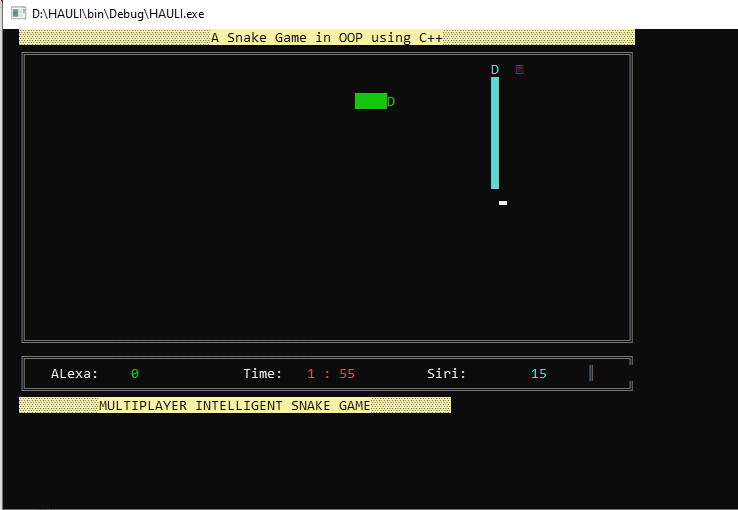 D:\HAULI\bin\Debug\HAULI.exe
A Snake Game in OOP using C++
D
D
ALexa: 0 Time: 1 : 55 Siri: 15
MULTIPLAYER INTELLIGENT SNAKE GAME